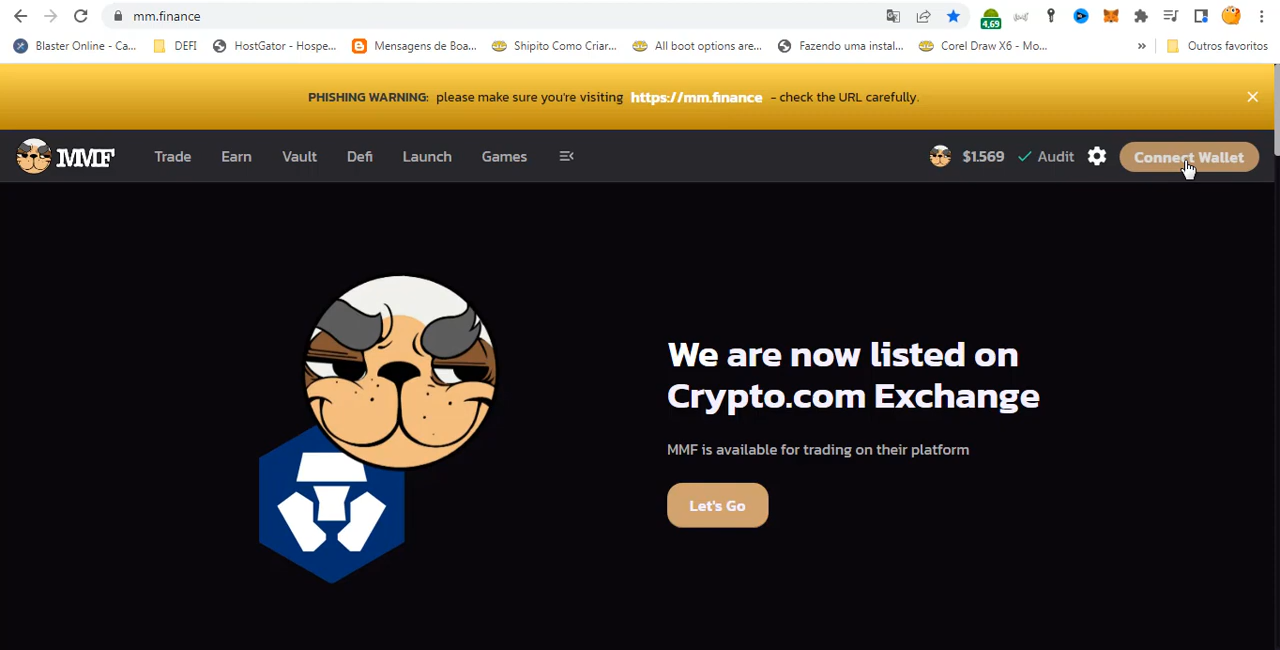 mm.finance
4,69
Blaster Online - Ca...
DEFI
HostGator - Hospe...
Mensagens de Boa...
Shipito Como Criar...
All boot options are...
Fazendo uma instal...
Corel Draw X6 - Mo...
»
Outros favoritos
PHISHING WARNING: please make sure you're visiting https://mm.finance - check the URL carefully.
MMF
Trade
Earn
Vault
Defi
Launch
Games
$1.569
Audit
Connect Wallet
We are now listed on
Crypto.com Exchange
MMF is available for trading on their platform
Let's Go